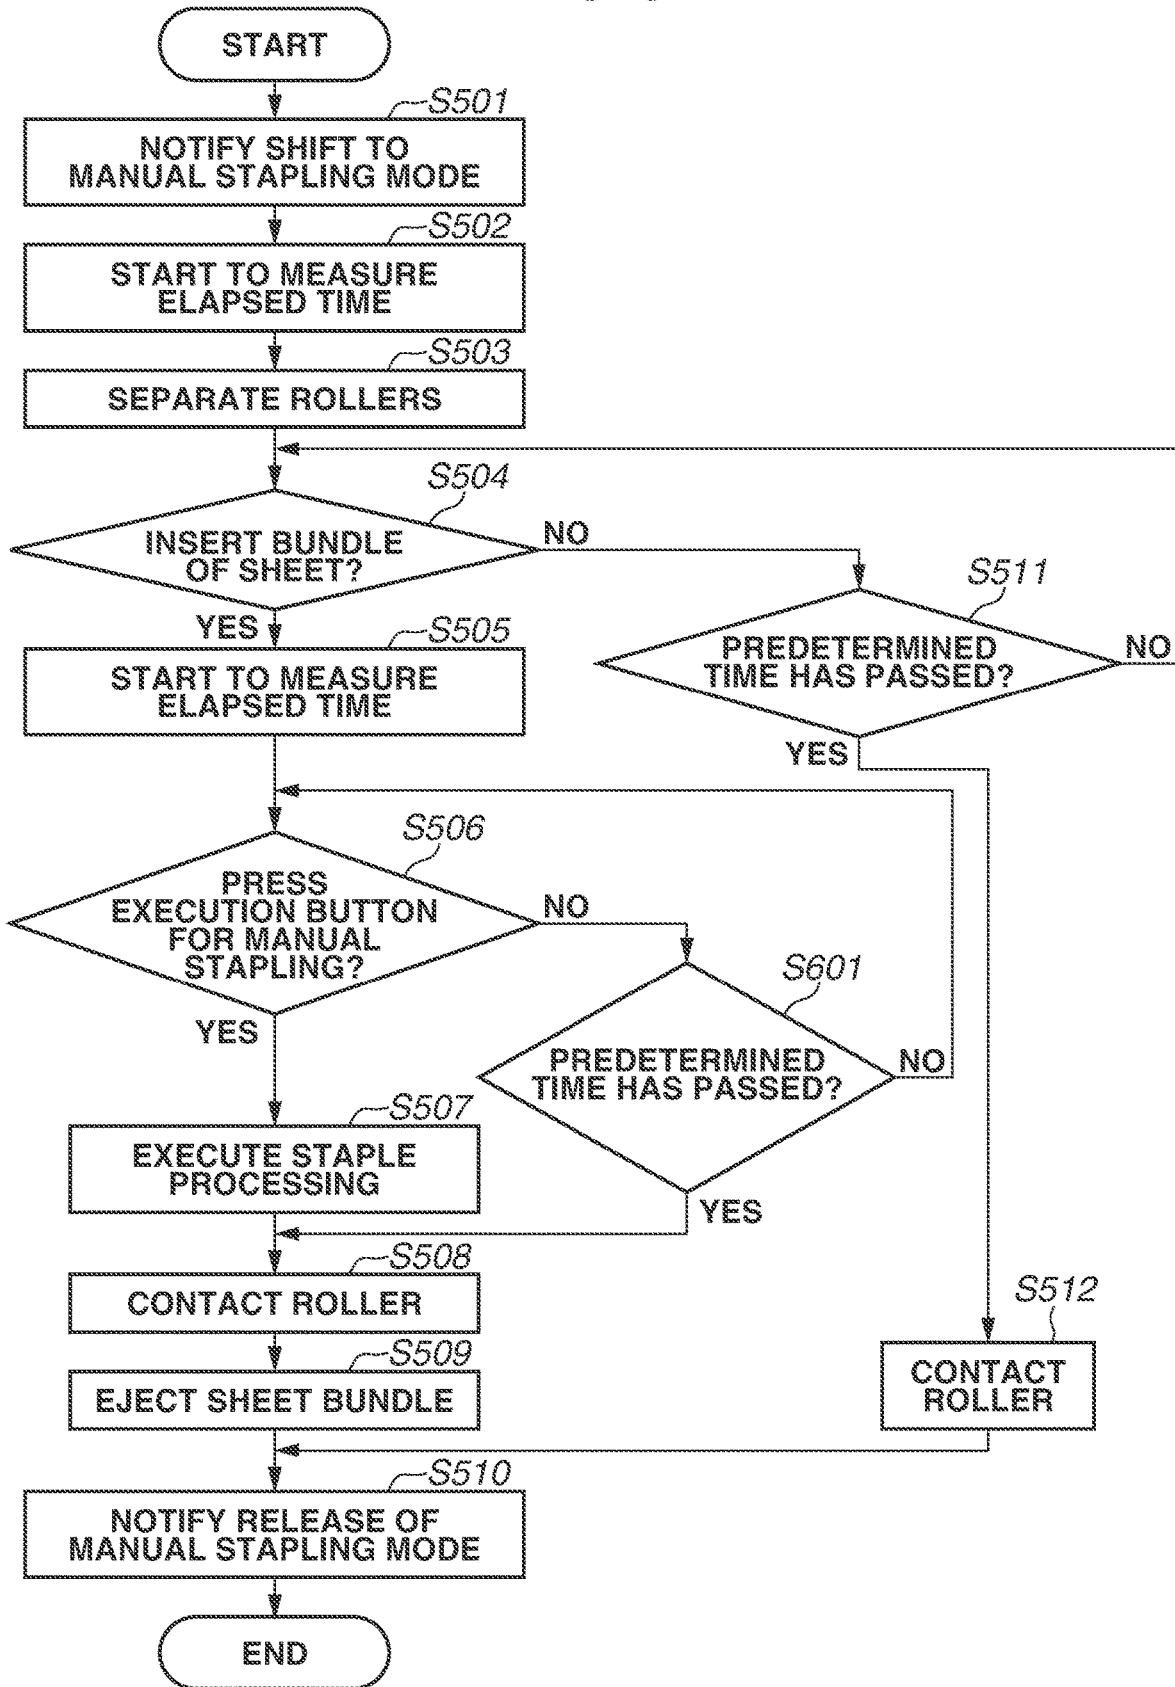 START
S501
NOTIFY SHIFT TO
MANUAL STAPLING MODE
S502
START TO MEASURE
ELAPSED TIME
S503
SEPARATE ROLLERS
S504
INSERT BUNDLE
OF SHEET?
NO
YES
S511
PREDETERMINED
TIME HAS PASSED?
NO
YES
S505
START TO MEASURE
ELAPSED TIME
S506
PRESS
EXECUTION BUTTON
FOR MANUAL
STAPLING?
NO
YES
S601
PREDETERMINED
TIME HAS PASSED?
NO
YES
S507
EXECUTE STAPLE
PROCESSING
S508
CONTACT ROLLER
S509
EJECT SHEET BUNDLE
S512
CONTACT
ROLLER
S510
NOTIFY RELEASE OF
MANUAL STAPLING MODE
END